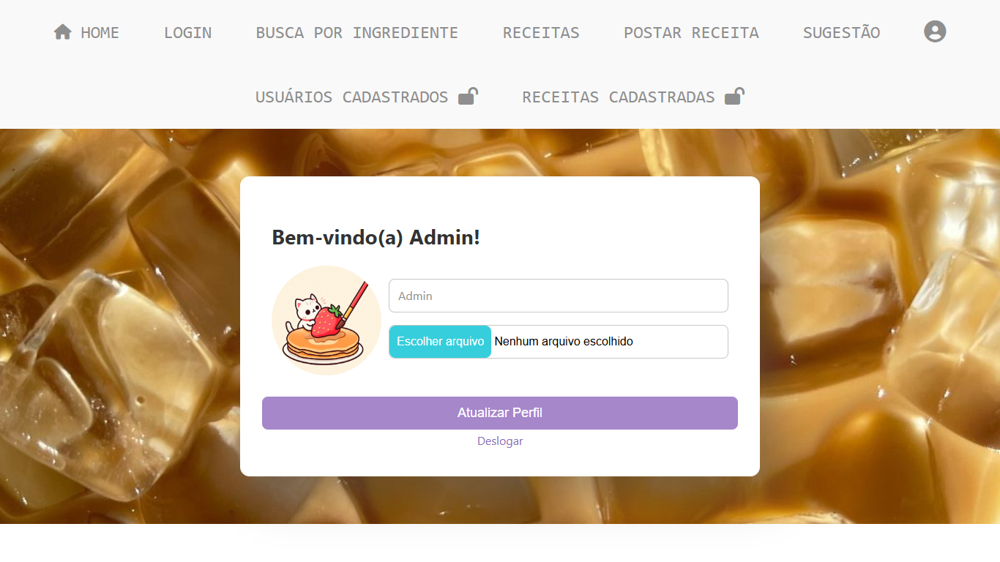 HOME LOGIN BUSCA POR INGREDIENTE RECEITAS POSTAR RECEITA SUGESTÃO
USUÁRIOS CADASTRADOS RECEITAS CADASTRADAS
Bem-vindo(a) Admin!
Admin
Escolher arquivo Nenhum arquivo escolhido
Atualizar Perfil
Deslogar